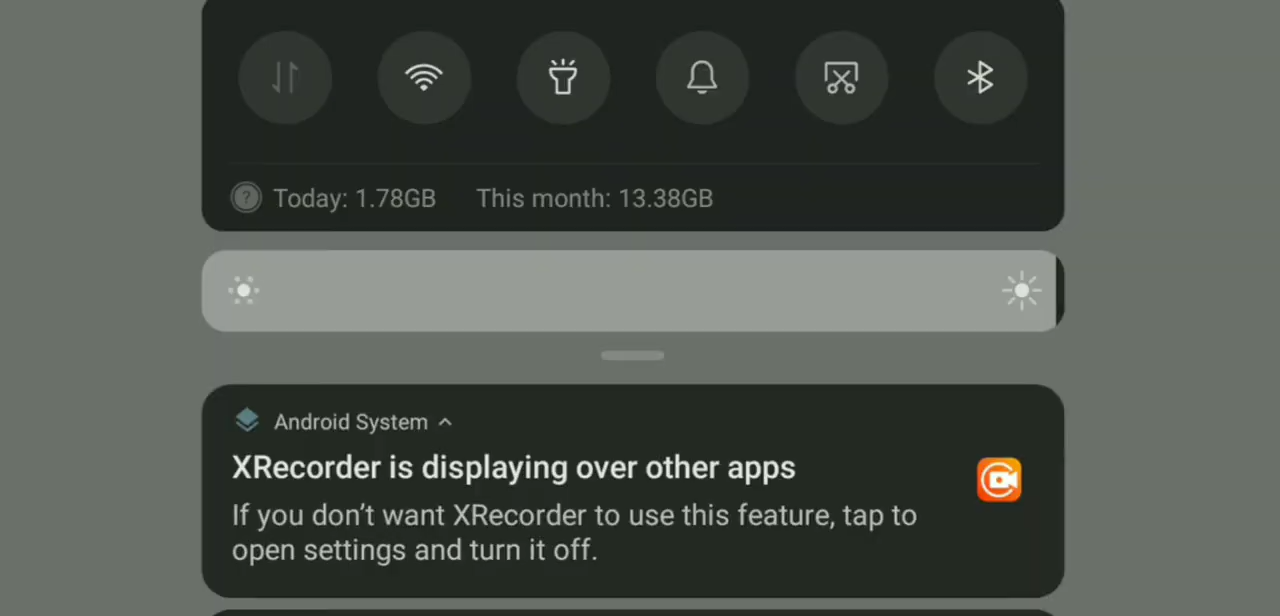 Today: 1.78GB This month: 13.38GB
Android System
XRecorder is displaying over other apps
If you don't want XRecorder to use this feature, tap to
open settings and turn it off.